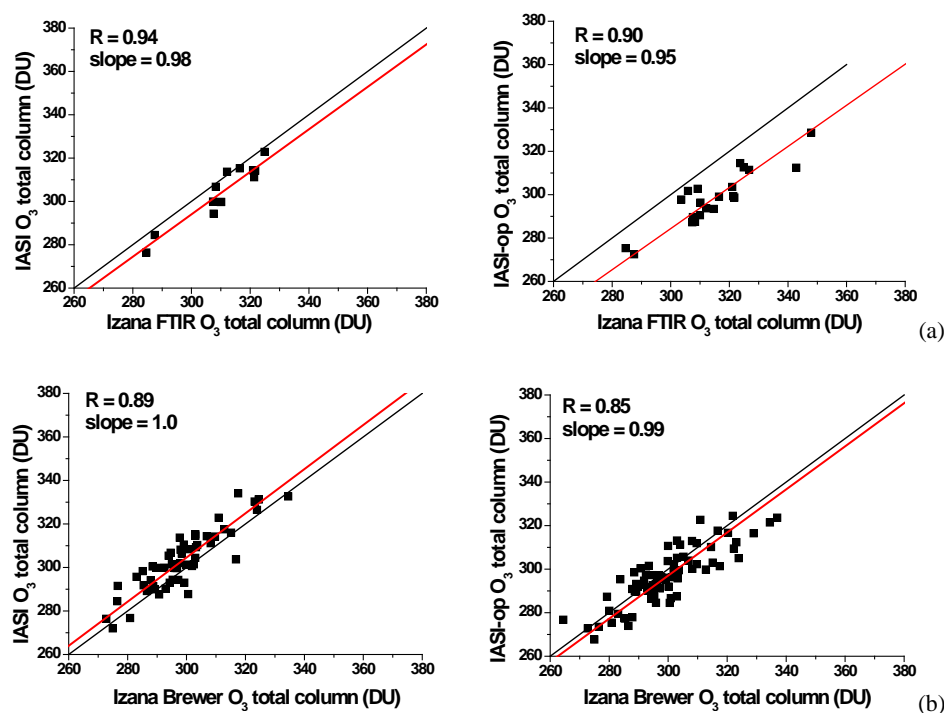 R = 0.94
slope = 0.98
IASI O3 total column (DU)
380
360
340
320
300
280
260
260 280 300 320 340 360 380
Izana FTIR O3 total column (DU)
R = 0.90
slope = 0.95
IASI-op O3 total column (DU)
380
360
340
320
300
280
260
260 280 300 320 340 360 380
Izana FTIR O3 total column (DU)
(a)
R = 0.89
slope = 1.0
IASI O3 total column (DU)
380
360
340
320
300
280
260
260 280 300 320 340 360 380
Izana Brewer O3 total column (DU)
R = 0.85
slope = 0.99
IASI-op O3 total column (DU)
380
360
340
320
300
280
260
260 280 300 320 340 360 380
Izana Brewer O3 total column (DU)
(b)